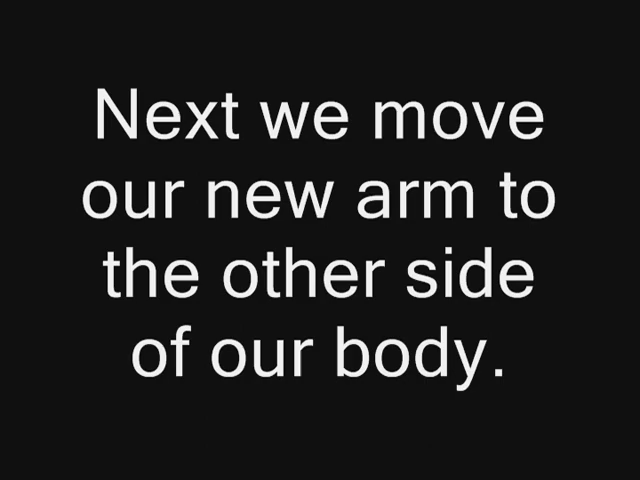 Next we move
our new arm to
the other side
of our body.